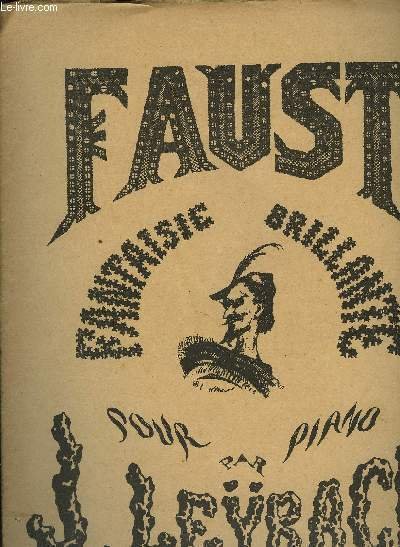 Le-livre.com
FAUST
FANTAISIE BRILLANTE
POUR PIANO
PAR
J. LEŸBACH